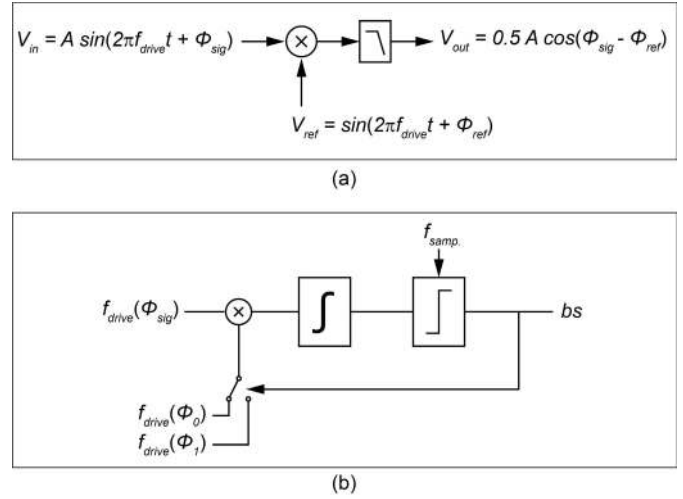 V_in = A sin(2πf_drive t + Φ_sig)
V_out = 0.5 A cos(Φ_sig - Φ_ref)
V_ref = sin(2πf_drive t + Φ_ref)
(a)
f_samp.
f_drive(Φ_sig)
bs
f_drive(Φ_0)
f_drive(Φ_1)
(b)